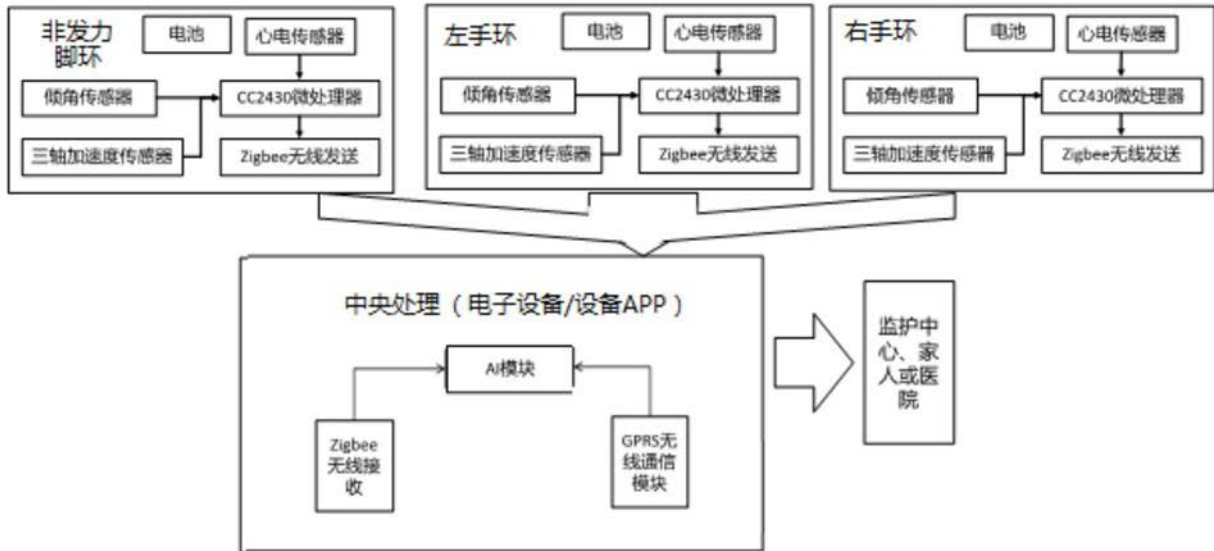 非发力
脚环
电池
心电传感器
倾角传感器
CC2430微处理器
三轴加速度传感器
Zigbee无线发送
左手环
电池
心电传感器
倾角传感器
CC2430微处理器
三轴加速度传感器
Zigbee无线发送
右手环
电池
心电传感器
倾角传感器
CC2430微处理器
三轴加速度传感器
Zigbee无线发送
中央处理（电子设备/设备APP）
AI模块
Zigbee
无线接
收
GPRS无
线通信
模块
监护中
心、家
人或医
院